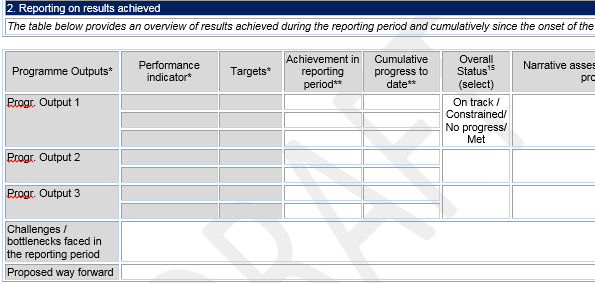 2. Reporting on results achieved
The table below provides an overview of results achieved during the reporting period and cumulatively since the onset of the
Programme Outputs*
Performance
indicator*
Targets*
Achievement in
reporting
period**
Cumulative
progress to
date**
Overall
Status15
(select)
Narrative asses
pro
Progr. Output 1
On track /
Constrained/
No progress/
Met
Progr. Output 2
Progr. Output 3
Challenges /
bottlenecks faced in
the reporting period
Proposed way forward
DRAFT